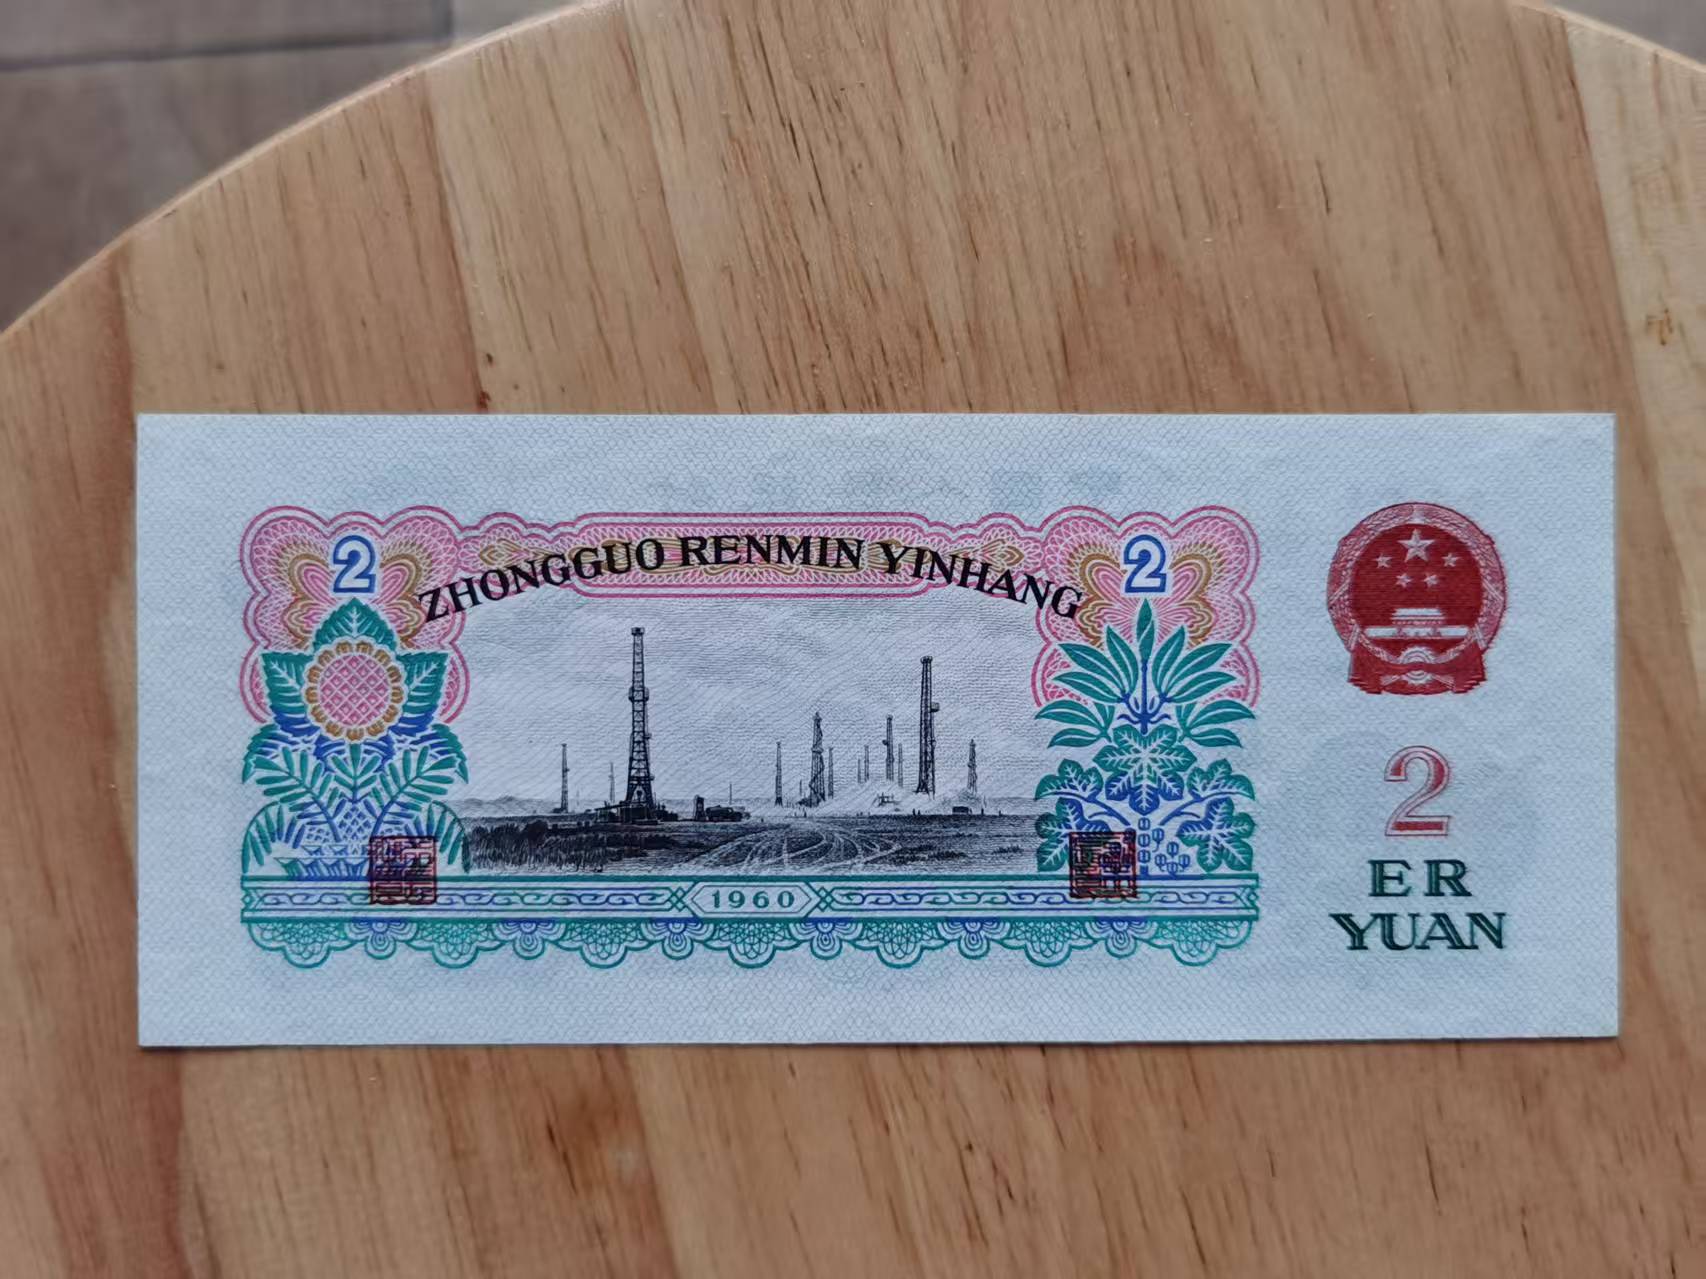 2 2
ZHONGGUO RENMIN YINHANG
1960
2
ER
YUAN